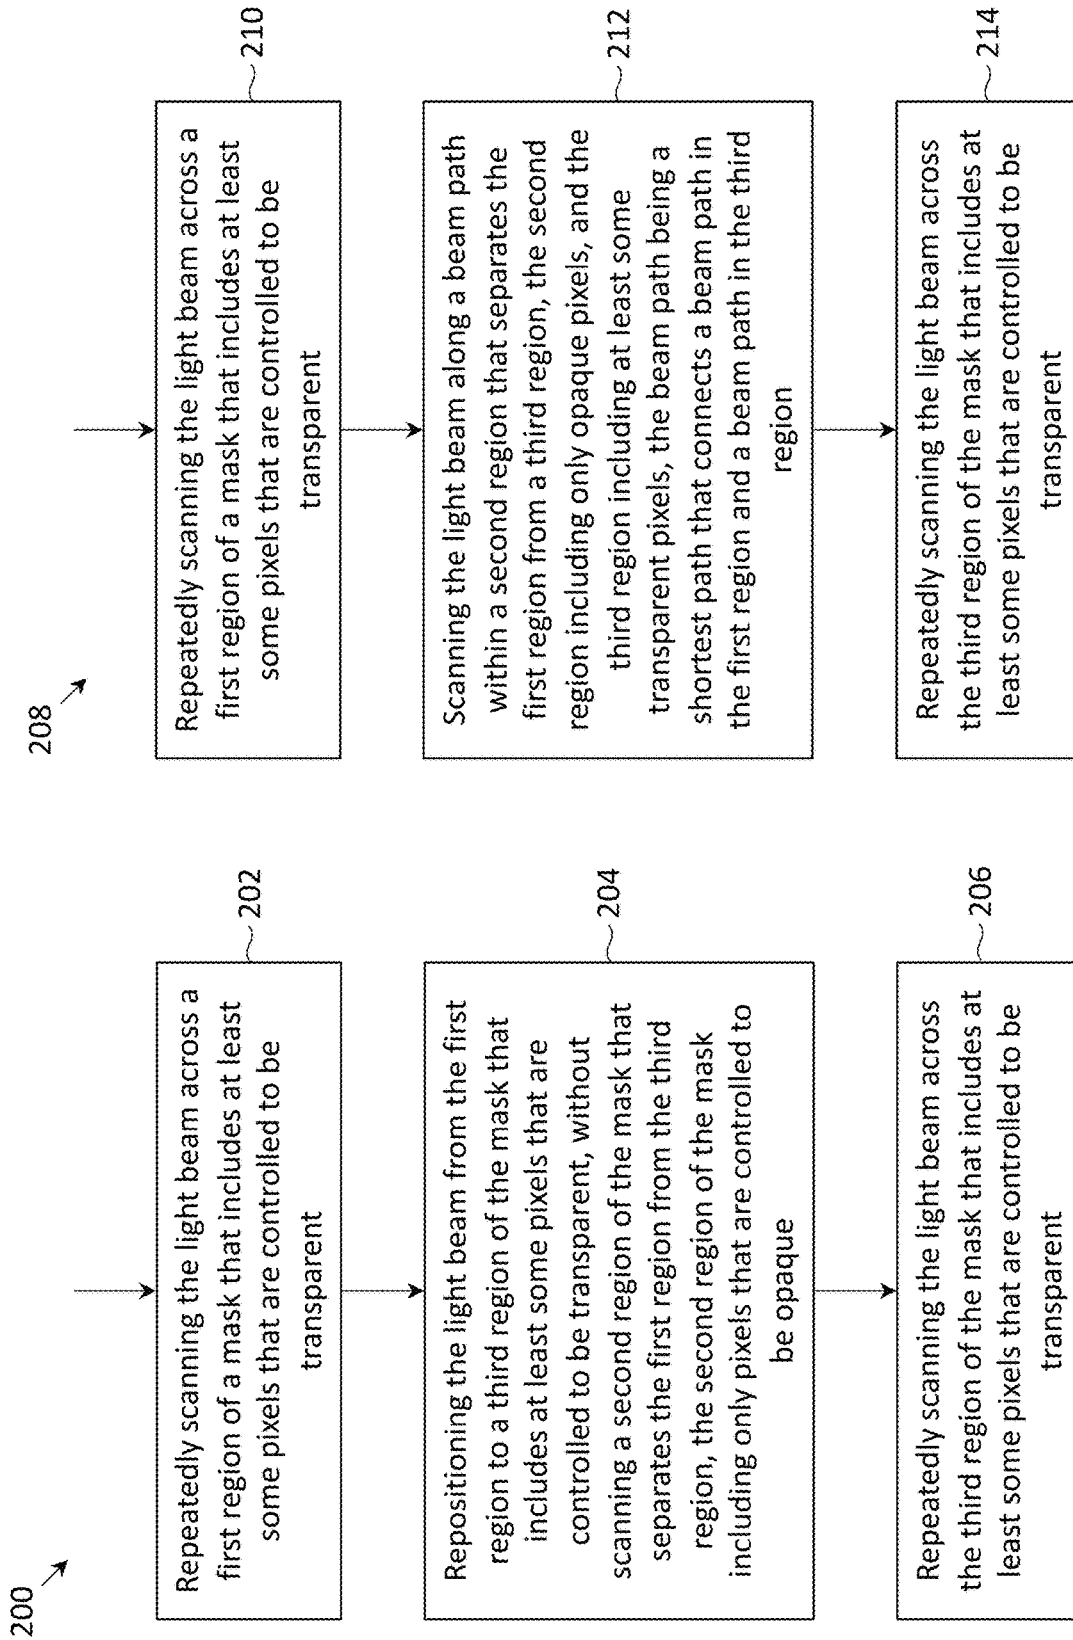 200
Repeatedly scanning the light beam across a
first region of a mask that includes at least
some pixels that are controlled to be
transparent
202
Repositioning the light beam from the first
region to a third region of the mask that
includes at least some pixels that are
controlled to be transparent, without
scanning a second region of the mask that
separates the first region from the third
region, the second region of the mask
including only pixels that are controlled to
be opaque
204
Repeatedly scanning the light beam across
the third region of the mask that includes at
least some pixels that are controlled to be
transparent
206
208
Repeatedly scanning the light beam across a
first region of a mask that includes at least
some pixels that are controlled to be
transparent
210
Scanning the light beam along a beam path
within a second region that separates the
first region from a third region, the second
region including only opaque pixels, and the
third region including at least some
transparent pixels, the beam path being a
shortest path that connects a beam path in
the first region and a beam path in the third
region
212
Repeatedly scanning the light beam across
the third region of the mask that includes at
least some pixels that are controlled to be
transparent
214